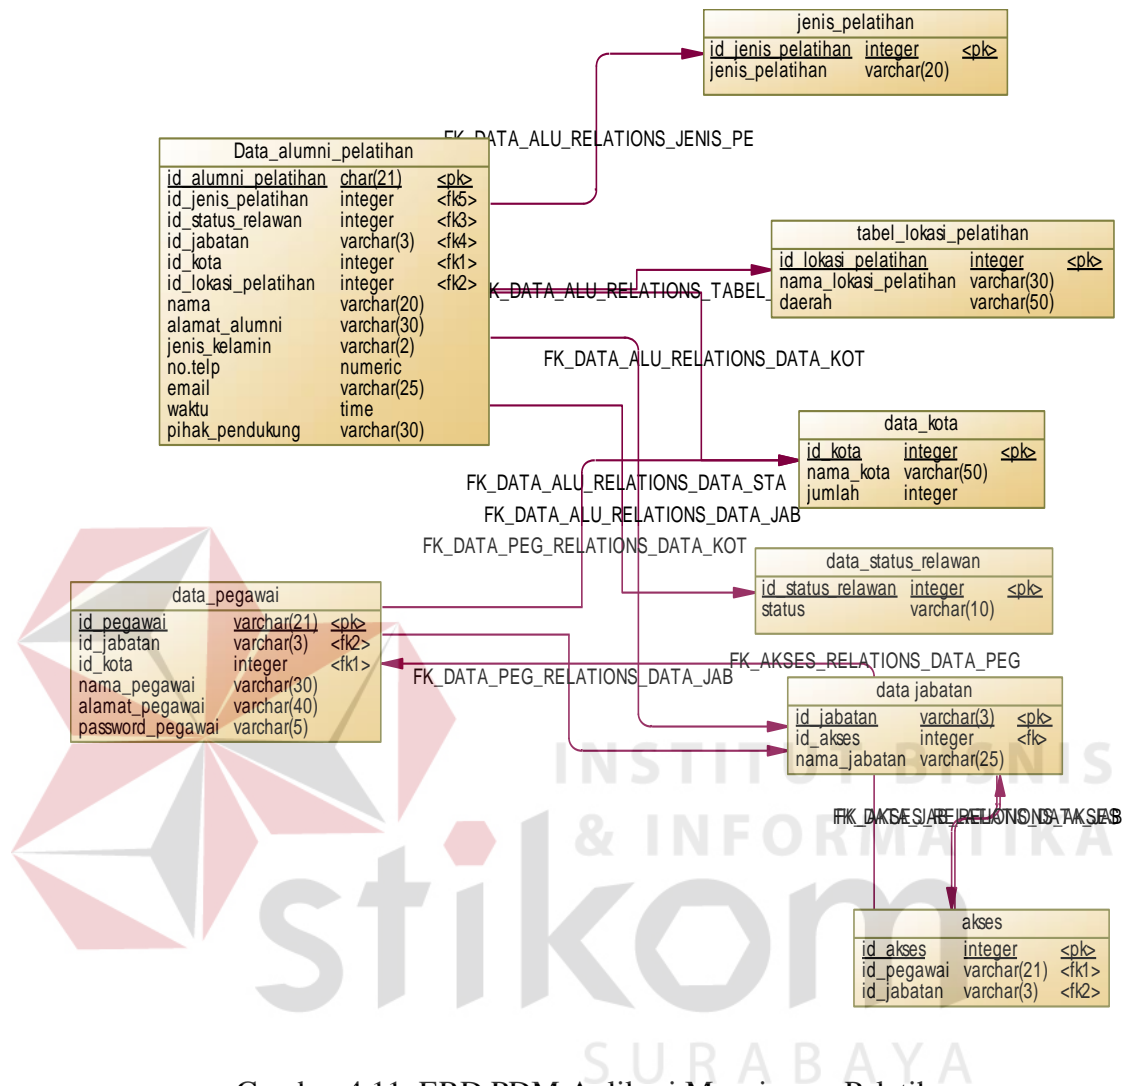 jenis_pelatihan
id_jenis_pelatihan integer <pk>
jenis_pelatihan varchar(20)
FK_DATA_ALU_RELATIONS_JENIS_PE
Data_alumni_pelatihan
id_alumni_pelatihan char(21) <pk>
id_jenis_pelatihan integer <fk5>
id_status_relawan integer <fk3>
id_jabatan varchar(3) <fk4>
id_kota integer <fk1>
id_lokasi_pelatihan integer <fk2>
nama varchar(20)
alamat_alumni varchar(30)
jenis_kelamin varchar(2)
no.telp numeric
email varchar(25)
waktu time
pihak_pendukung varchar(30)
tabel_lokasi_pelatihan
id_lokasi_pelatihan integer <pk>
nama_lokasi_pelatihan varchar(30)
daerah varchar(50)
K_DATA_ALU_RELATIONS_TABEL_
FK_DATA_ALU_RELATIONS_DATA_KOT
data_kota
id_kota integer <pk>
nama_kota varchar(50)
jumlah integer
FK_DATA_ALU_RELATIONS_DATA_STA
FK_DATA_ALU_RELATIONS_DATA_JAB
FK_DATA_PEG_RELATIONS_DATA_KOT
data_status_relawan
id_status_relawan integer <pk>
status varchar(10)
data_pegawai
id_pegawai varchar(21) <pk>
id_jabatan varchar(3) <fk2>
id_kota integer <fk1>
nama_pegawai varchar(30)
alamat_pegawai varchar(40)
password_pegawai varchar(5)
FK_AKSES_RELATIONS_DATA_PEG
FK_DATA_PEG_RELATIONS_DATA_JAB
data jabatan
id_jabatan varchar(3) <pk>
id_akses integer <fk>
nama_jabatan varchar(25)
INSTITUT BISNIS
& INFORMATIKA
stikom
akses
id_akses integer <pk>
id_pegawai varchar(21) <fk1>
id_jabatan varchar(3) <fk2>
SURABAYA